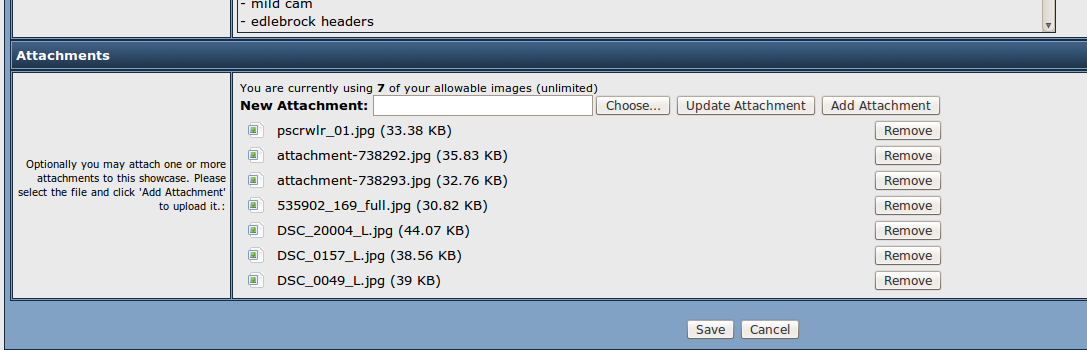 - mild cam
- edlebrock headers
Attachments
You are currently using 7 of your allowable images (unlimited)
New Attachment: Choose... Update Attachment Add Attachment
pscrwlr_01.jpg (33.38 KB) Remove
attachment-738292.jpg (35.83 KB) Remove
attachment-738293.jpg (32.76 KB) Remove
535902_169_full.jpg (30.82 KB) Remove
DSC_20004_L.jpg (44.07 KB) Remove
DSC_0157_L.jpg (38.56 KB) Remove
DSC_0049_L.jpg (39 KB) Remove
Optionally you may attach one or more
attachments to this showcase. Please
select the file and click 'Add Attachment'
to upload it.:
Save Cancel